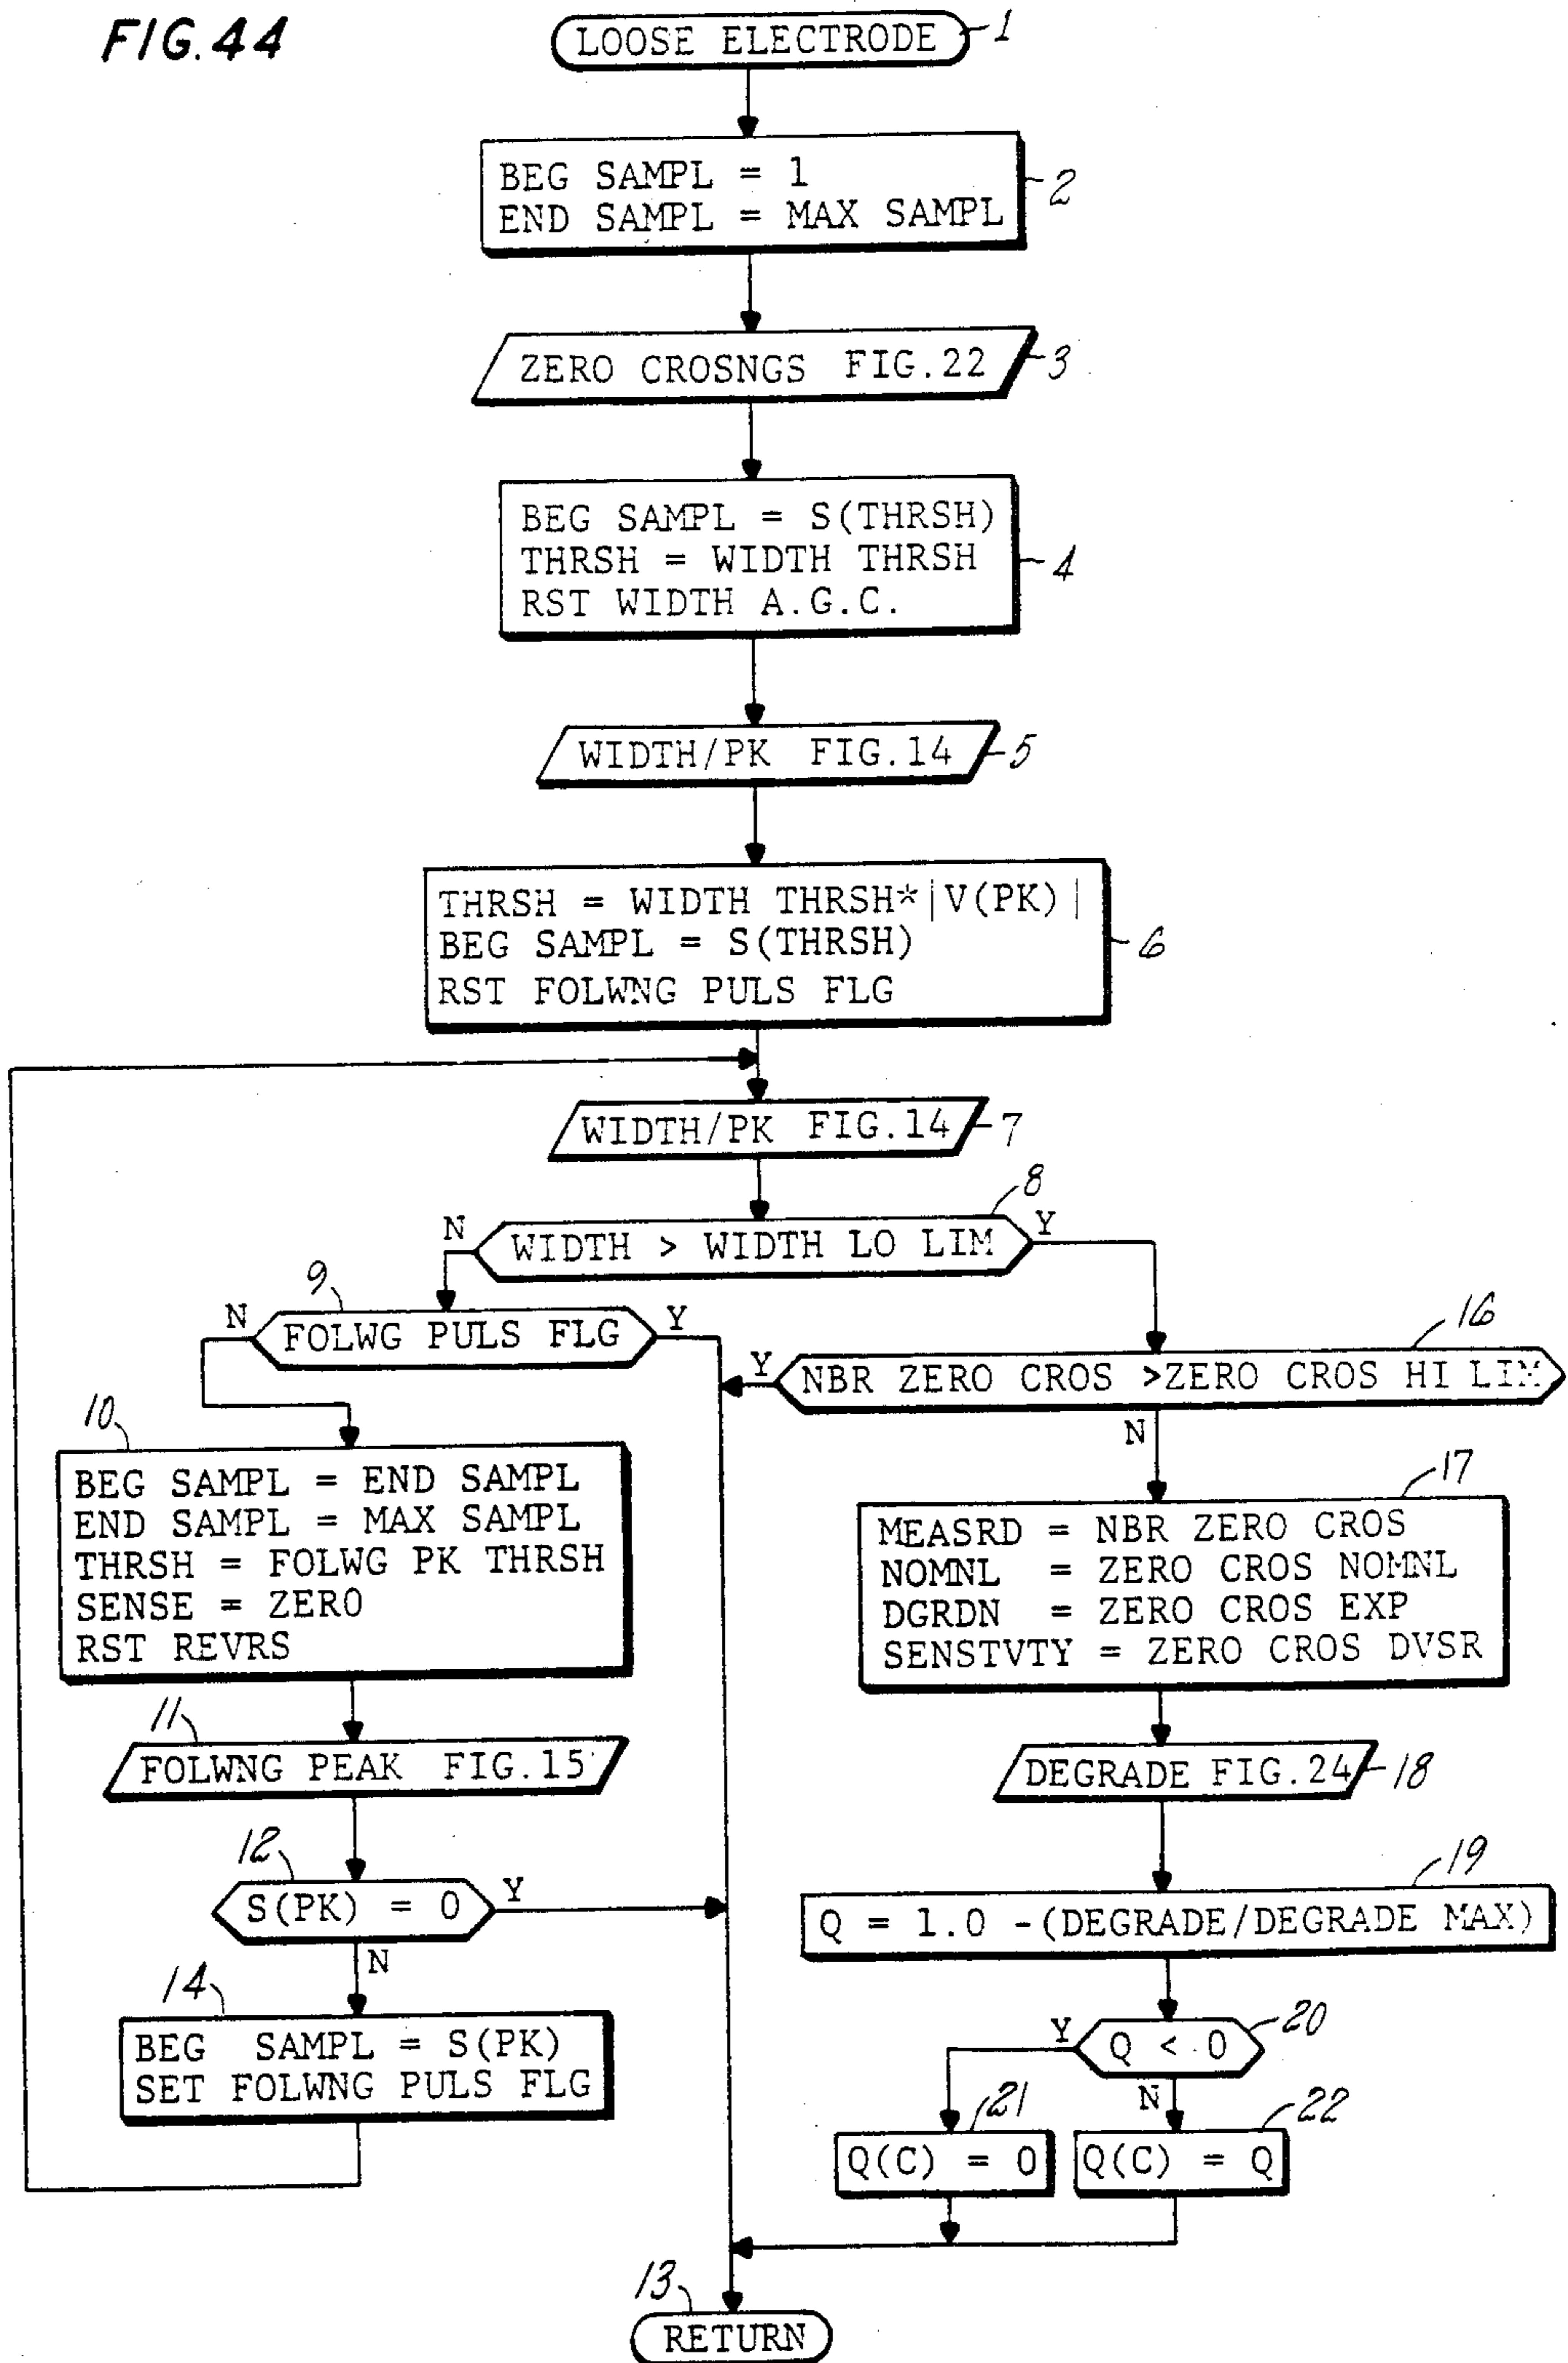 FIG.44
LOOSE ELECTRODE
1
BEG SAMPL = 1
END SAMPL = MAX SAMPL
2
ZERO CROSNGS FIG.22
3
BEG SAMPL = S(THRSH)
THRSH = WIDTH THRSH
RST WIDTH A.G.C.
4
WIDTH/PK FIG.14
5
THRSH = WIDTH THRSH*|V(PK)|
BEG SAMPL = S(THRSH)
RST FOLWNG PULS FLG
6
WIDTH/PK FIG.14
7
8
N
WIDTH > WIDTH LO LIM
Y
9
N
FOLWG PULS FLG
Y
16
Y
NBR ZERO CROS >ZERO CROS HI LIM
N
10
BEG SAMPL = END SAMPL
END SAMPL = MAX SAMPL
THRSH = FOLWG PK THRSH
SENSE = ZERO
RST REVRS
17
MEASRD = NBR ZERO CROS
NOMNL = ZERO CROS NOMNL
DGRDN = ZERO CROS EXP
SENSTVTY = ZERO CROS DVSR
11
FOLWNG PEAK FIG.15
DEGRADE FIG.24
18
12
S(PK) = 0
Y
N
19
Q = 1.0 -(DEGRADE/DEGRADE MAX)
14
BEG SAMPL = S(PK)
SET FOLWNG PULS FLG
20
Y
Q < 0
N
21
Q(C) = 0
22
Q(C) = Q
13
RETURN